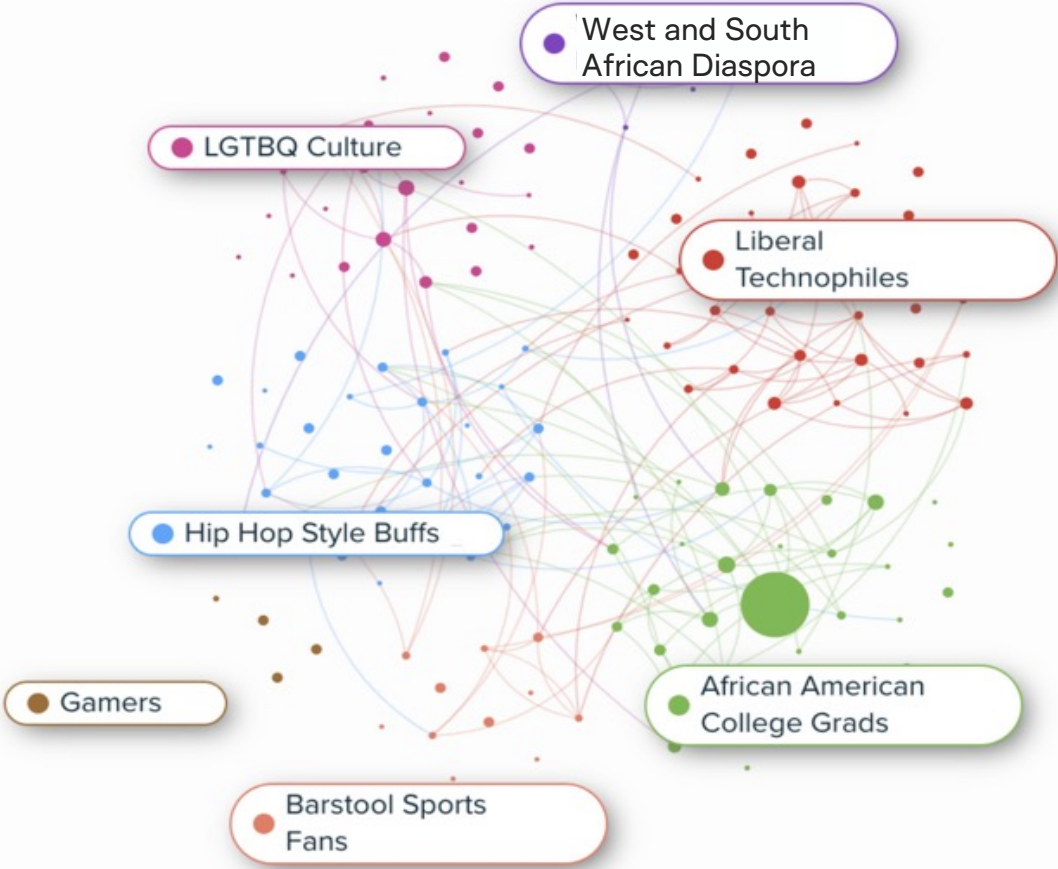 West and South
African Diaspora
LGTBQ Culture
Liberal
Technophiles
Hip Hop Style Buffs
African American
College Grads
Gamers
Barstool Sports
Fans